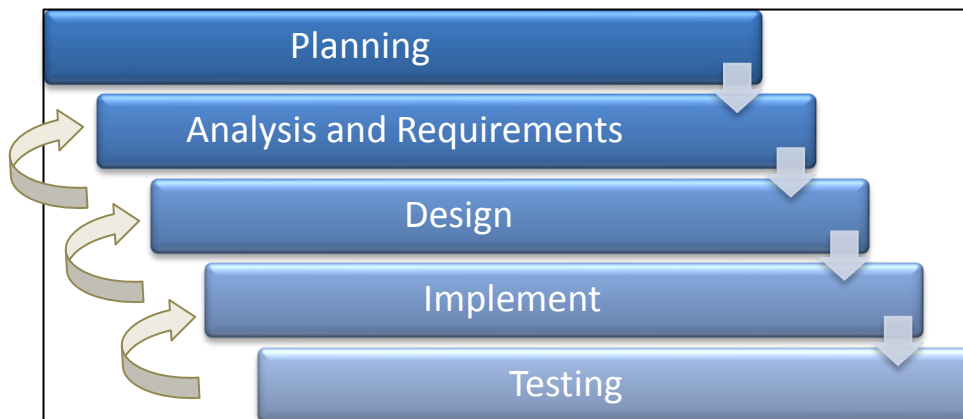 Planning
Analysis and Requirements
Design
Implement
Testing